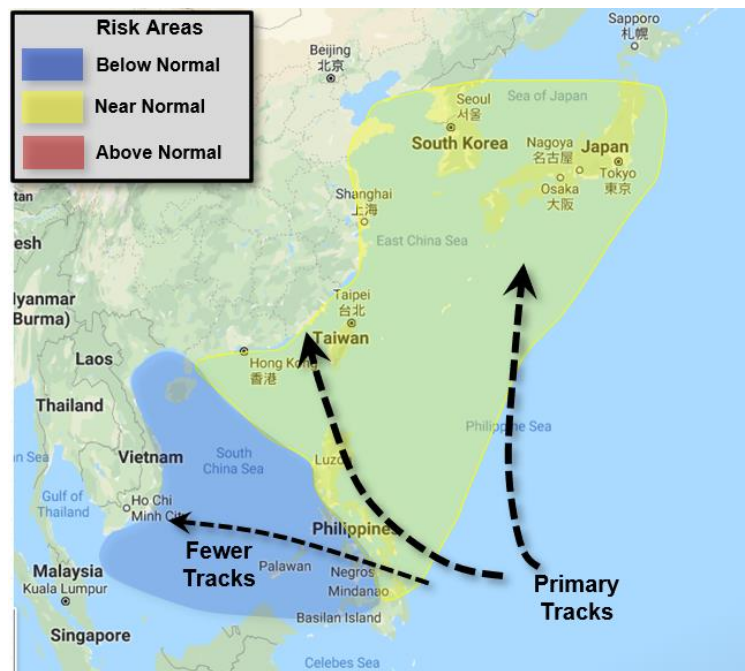 Risk Areas
Below Normal
Near Normal
Above Normal
Sapporo
札幌
Beijing
北京
Seoul
서울
Sea of Japan
South Korea
Nagoya
名古屋
Japan
Osaka
大阪
Tokyo
東京
Shanghai
上海
East China Sea
Taipei
台北
Taiwan
Hong Kong
香港
Myanmar
(Burma)
Laos
Thailand
Vietnam
South
China Sea
Luzon
Philippine Sea
Gulf of
Thailand
Ho Chi
Minh City
Philippines
Fewer
Tracks
Palawan
Negros
Mindanao
Primary
Tracks
Malaysia
Kuala Lumpur
Basilan Island
Singapore
Celebes Sea